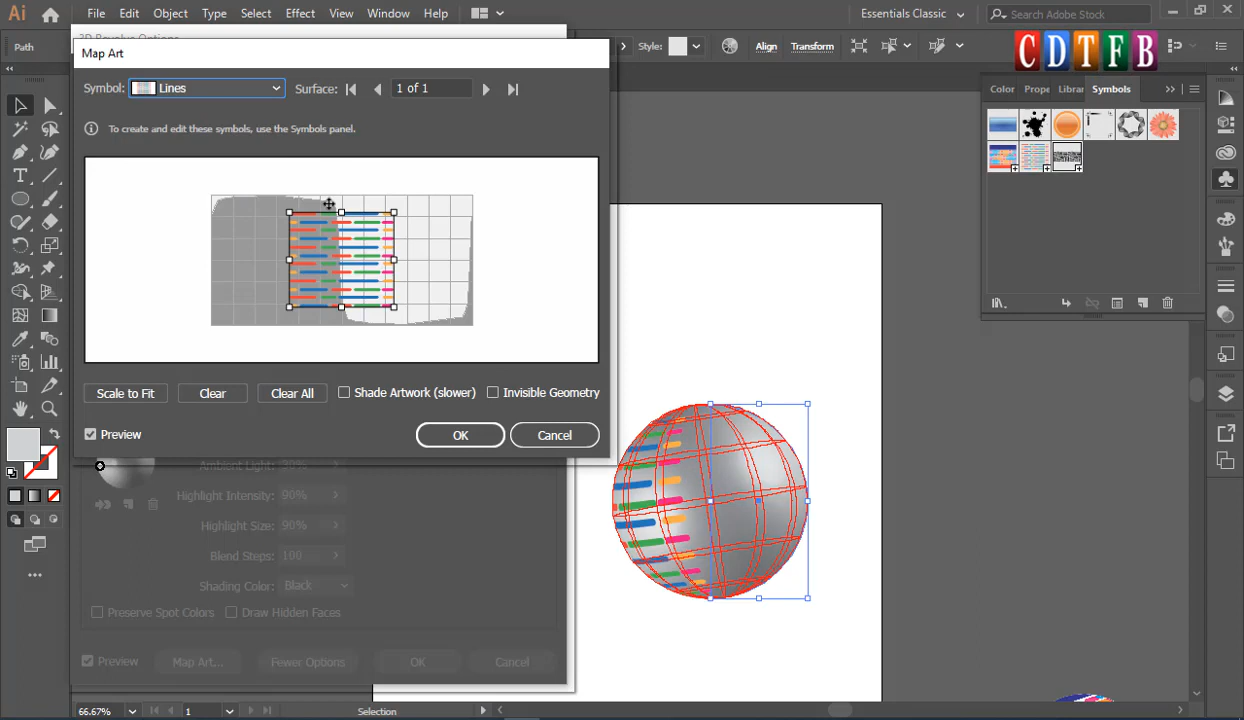 Ai File Edit Object Type Select Effect View Window Help Essentials Classic Search Adobe Stock
Path Style: Align Transform C D T F B
Map Art
Symbol: Lines Surface: 1 of 1
Color Prope Librar Symbols
To create and edit these symbols, use the Symbols panel.
Scale to Fit Clear Clear All Shade Artwork (slower) Invisible Geometry
Preview OK Cancel
Ambient Light: 30%
Highlight Intensity: 90%
Highlight Size: 90%
Blend Steps: 100
Shading Color: Black
Preserve Spot Colors Draw Hidden Faces
Preview Map Art... Fewer Options OK Cancel
66.67% 1 Selection